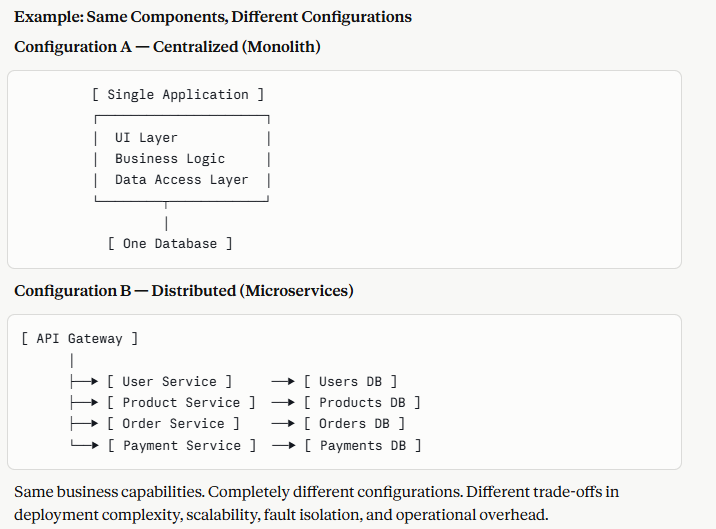 Example: Same Components, Different Configurations
Configuration A — Centralized (Monolith)
[ Single Application ]
UI Layer
Business Logic
Data Access Layer
[ One Database ]
Configuration B — Distributed (Microservices)
[ API Gateway ]
[ User Service ] ──► [ Users DB ]
[ Product Service ] ──► [ Products DB ]
[ Order Service ] ──► [ Orders DB ]
[ Payment Service ] ──► [ Payments DB ]
Same business capabilities. Completely different configurations. Different trade-offs in
deployment complexity, scalability, fault isolation, and operational overhead.